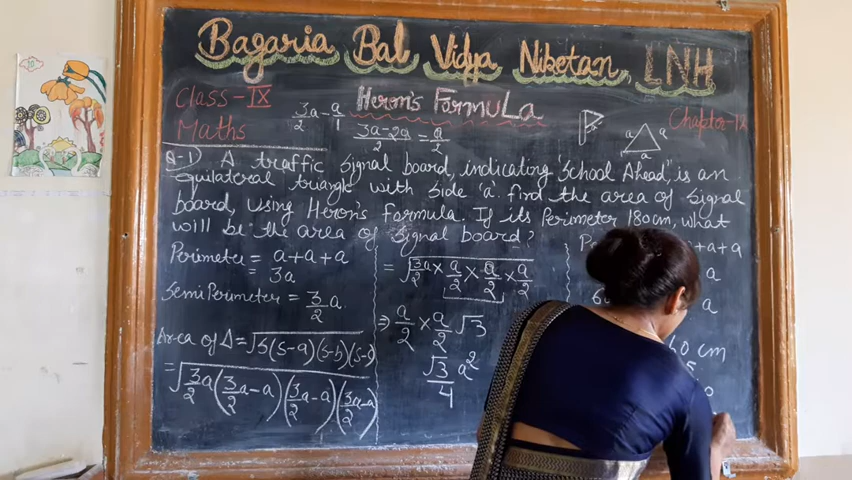 Bagaria Bal Vidya Niketan, LNH
Class-IX
Maths
Heron's Formula
Chapter-12
3a/2 - a/1
3a-2a/2 = a/2
a a
a
Q-1) A traffic Signal board, indicating "School Ahead", is an
equilateral triangle with side 'a'. find the area of Signal
board, using Heron's formula. If its Perimeter 180cm, what
will be the area of Signal board?
Perimeter = a+a+a
= 3a
Semi Perimeter = 3/2 a
Area of Δ = √s(s-a)(s-b)(s-c)
= √3/2 a (3/2 a - a) (3/2 a - a) (3/2 a - a)
= √3a/2 × a/2 × a/2 × a/2
⇒ a/2 × a/2 √3
√3/4 a²
+a+a
a
a
cm